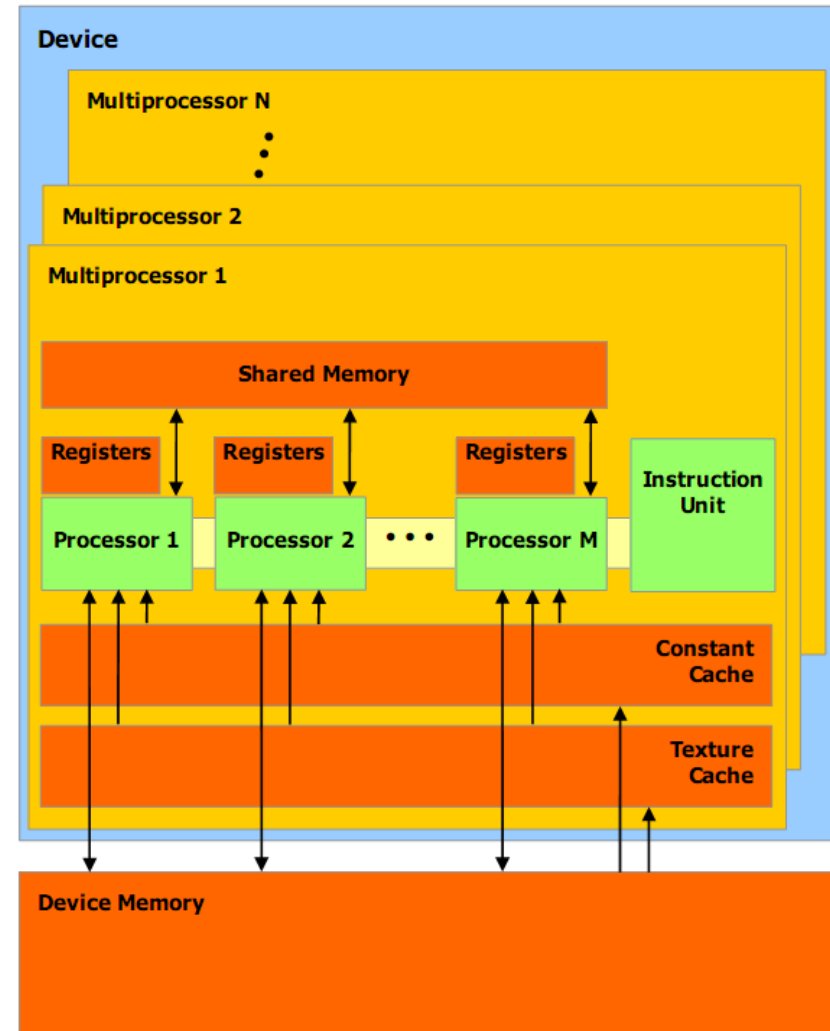 Device
Multiprocessor N
Multiprocessor 2
Multiprocessor 1
Shared Memory
Registers
Registers
Registers
Instruction
Unit
Processor 1
Processor 2
• • •
Processor M
Constant
Cache
Texture
Cache
Device Memory